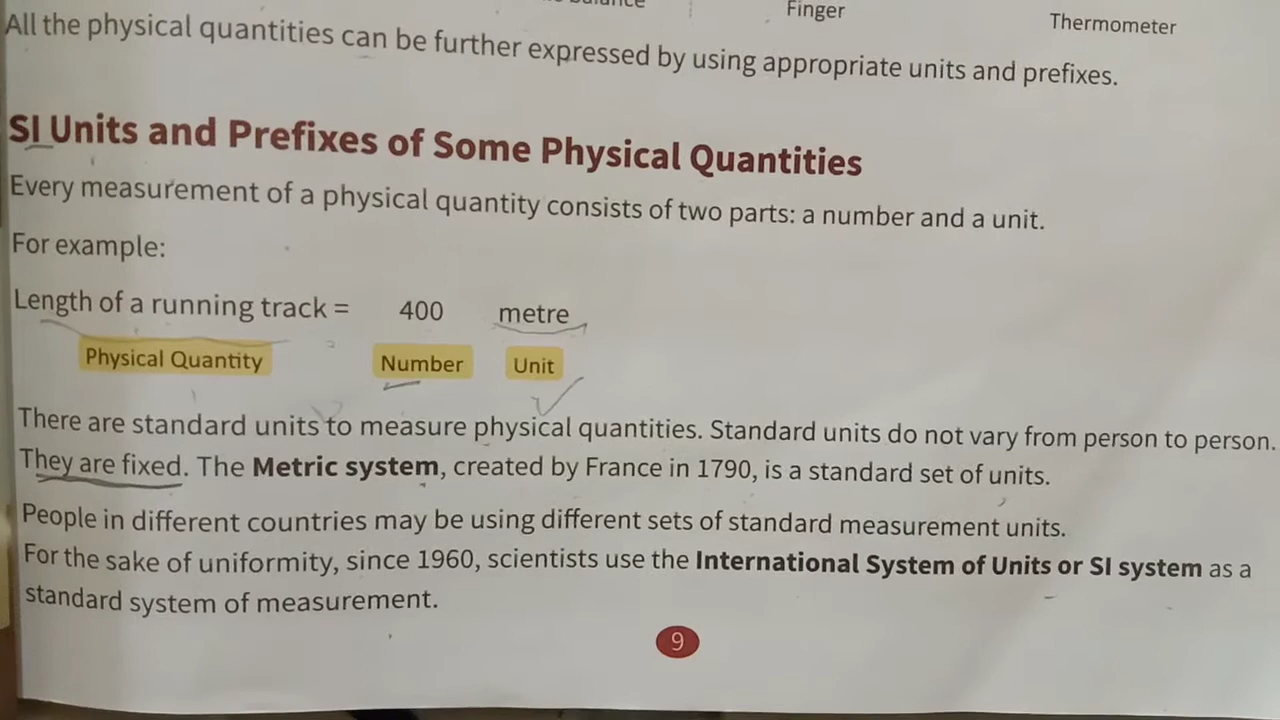 Finger
Thermometer
All the physical quantities can be further expressed by using appropriate units and prefixes.
SI Units and Prefixes of Some Physical Quantities
Every measurement of a physical quantity consists of two parts: a number and a unit.
For example:
Length of a running track = 400 metre
Physical Quantity Number Unit
There are standard units to measure physical quantities. Standard units do not vary from person to person.
They are fixed. The Metric system, created by France in 1790, is a standard set of units.
People in different countries may be using different sets of standard measurement units.
For the sake of uniformity, since 1960, scientists use the International System of Units or SI system as a
standard system of measurement.
9